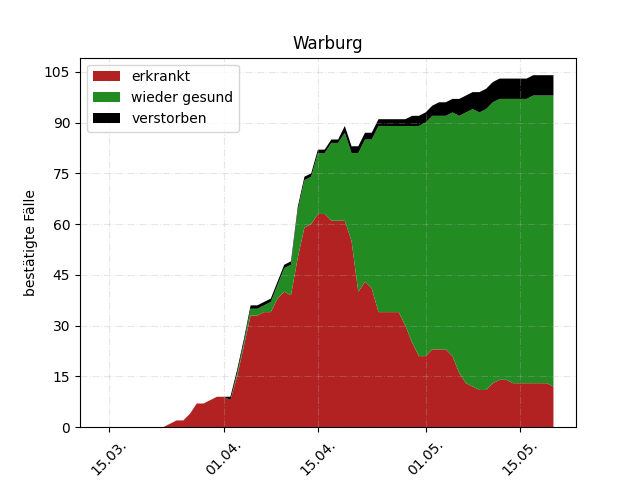 Warburg
erkrankt
wieder gesund
verstorben
bestätigte Fälle
105
90
75
60
45
30
15
0
15.03.
01.04.
15.04.
01.05.
15.05.